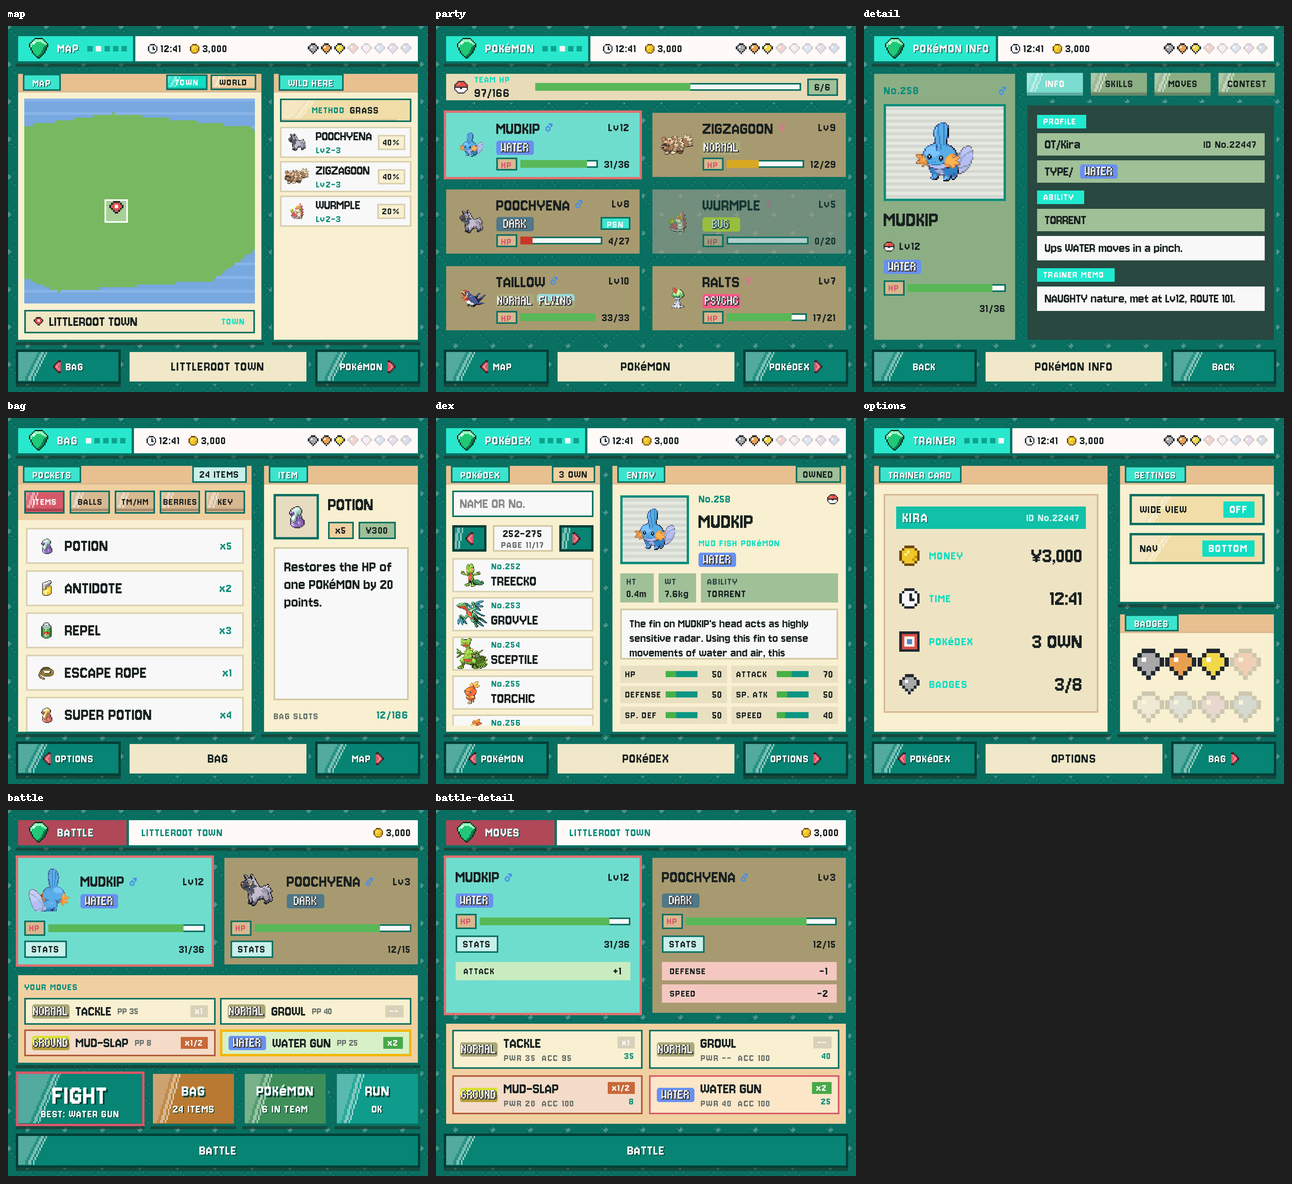 map
MAP
12:41
3,000
MAP
TOWN
WORLD
WILD HERE
METHOD GRASS
POOCHYENA
Lv2-3
40%
ZIGZAGOON
Lv2-3
40%
WURMPLE
Lv2-3
20%
LITTLEROOT TOWN
TOWN
BAG
LITTLEROOT TOWN
POKéMON
party
POKéMON
12:41
3,000
TEAM HP
97/166
6/6
MUDKIP ♂ Lv12
WATER
HP
31/36
ZIGZAGOON Lv9
NORMAL
HP
12/29
POOCHYENA ♂ Lv8
DARK
PSN
HP
4/27
WURMPLE Lv5
BUG
HP
0/20
TAILLOW ♂ Lv10
NORMAL FLYING
HP
33/33
RALTS Lv7
PSYCHC
HP
17/21
MAP
POKéMON
POKéDEX
detail
POKéMON INFO
12:41
3,000
No.258 ♂
MUDKIP
Lv12
WATER
HP
31/36
INFO
SKILLS
MOVES
CONTEST
PROFILE
OT/Kira
ID No.22447
TYPE/ WATER
ABILITY
TORRENT
Ups WATER moves in a pinch.
TRAINER MEMO
NAUGHTY nature, met at Lv12, ROUTE 101.
BACK
POKéMON INFO
BACK
bag
BAG
12:41
3,000
POCKETS
24 ITEMS
ITEMS
BALLS
TM/HM
BERRIES
KEY
POTION x5
ANTIDOTE x2
REPEL x3
ESCAPE ROPE x1
SUPER POTION x4
ITEM
POTION
x5
¥300
Restores the HP of
one POKéMON by 20
points.
BAG SLOTS 12/186
OPTIONS
BAG
MAP
dex
POKéDEX
12:41
3,000
POKéDEX
3 OWN
NAME OR No.
252-275
PAGE 11/17
No.252
TREECKO
No.253
GROVYLE
No.254
SCEPTILE
No.255
TORCHIC
No.256
ENTRY
OWNED
No.258
MUDKIP
MUD FISH POKéMON
WATER
HT
0.4m
WT
7.6kg
ABILITY
TORRENT
The fin on MUDKIP's head acts as highly
sensitive radar. Using this fin to sense
movements of water and air, this
HP 50
ATTACK 70
DEFENSE 50
SP. ATK 50
SP. DEF 50
SPEED 40
POKéMON
POKéDEX
OPTIONS
options
TRAINER
12:41
3,000
TRAINER CARD
KIRA
ID No.22447
MONEY ¥3,000
TIME 12:41
POKéDEX 3 OWN
BADGES 3/8
SETTINGS
WIDE VIEW OFF
NAV BOTTOM
BADGES
POKéDEX
OPTIONS
BAG
battle
BATTLE
LITTLEROOT TOWN
3,000
MUDKIP ♂ Lv12
WATER
HP
STATS
31/36
POOCHYENA ♂ Lv3
DARK
HP
STATS
12/15
YOUR MOVES
NORMAL TACKLE PP 35 x1
NORMAL GROWL PP 40 --
GROUND MUD-SLAP PP 8 x1/2
WATER WATER GUN PP 25 x2
FIGHT
BEST: WATER GUN
BAG
24 ITEMS
POKéMON
6 IN TEAM
RUN
OK
BATTLE
battle-detail
MOVES
LITTLEROOT TOWN
3,000
MUDKIP ♂ Lv12
WATER
HP
STATS
31/36
ATTACK +1
POOCHYENA ♂ Lv3
DARK
HP
STATS
12/15
DEFENSE -1
SPEED -2
NORMAL TACKLE x1
PWR 35 ACC 95 35
NORMAL GROWL --
PWR -- ACC 100 40
GROUND MUD-SLAP x1/2
PWR 20 ACC 100 8
WATER WATER GUN x2
PWR 40 ACC 100 25
BATTLE